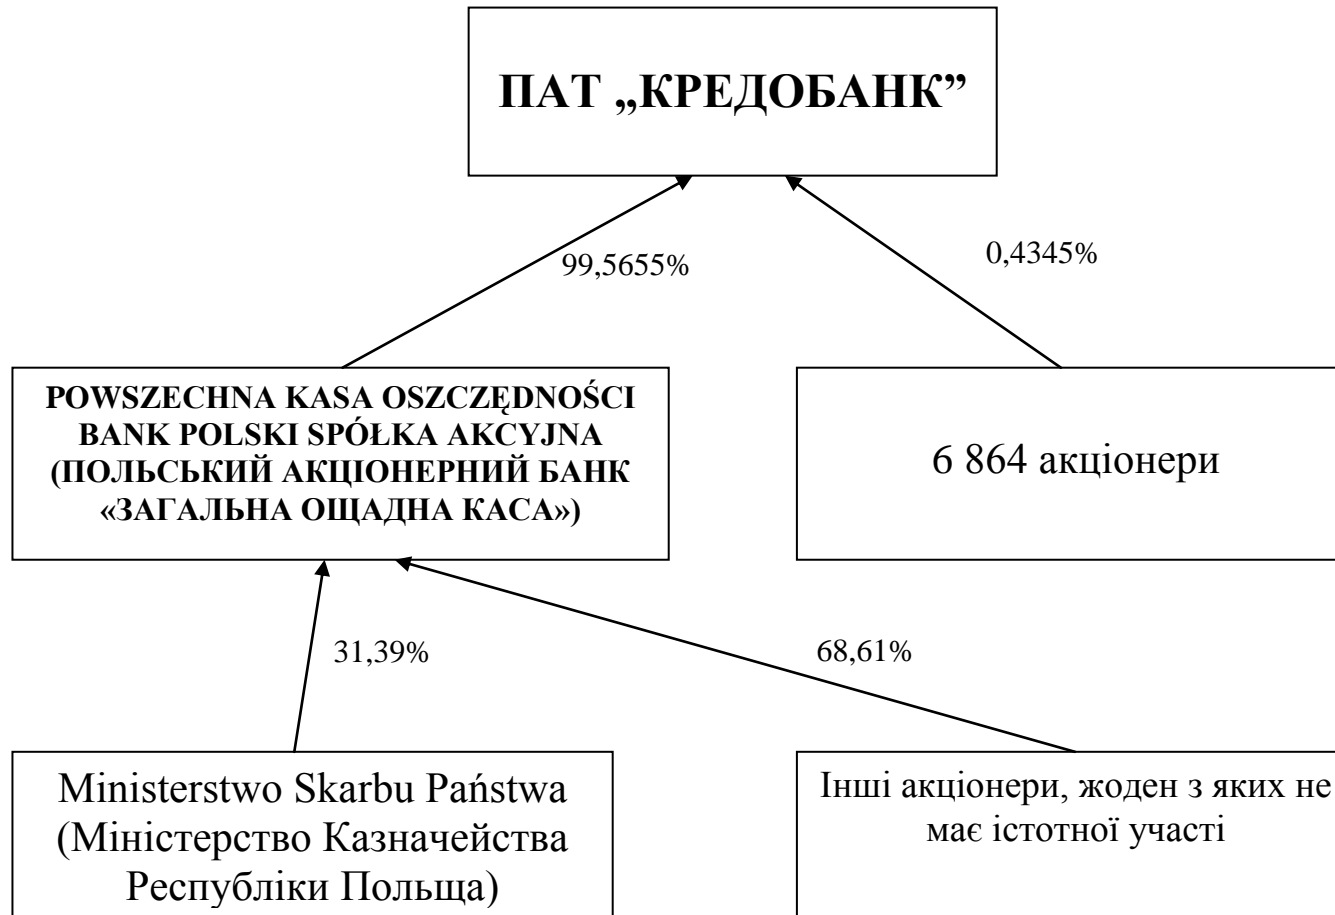 ПАТ „КРЕДОБАНК”
99,5655%
0,4345%
POWSZECHNA KASA OSZCZĘDNOŚCI
BANK POLSKI SPÓŁKA AKCYJNA
(ПОЛЬСЬКИЙ АКЦІОНЕРНИЙ БАНК
«ЗАГАЛЬНА ОЩАДНА КАСА»)
6 864 акціонери
31,39%
68,61%
Ministerstwo Skarbu Państwa
(Міністерство Казначейства
Республіки Польща)
Інші акціонери, жоден з яких не
має істотної участі